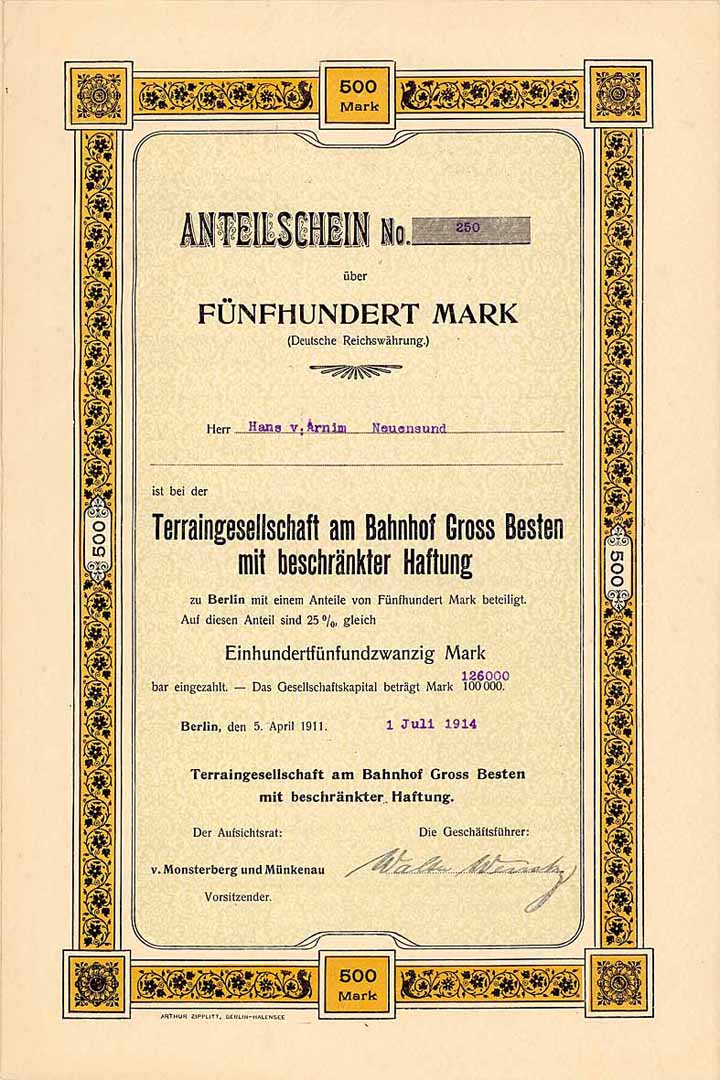 500
Mark
ANTEILSCHEIN No. 250
über
FÜNFHUNDERT MARK
(Deutsche Reichswährung.)
Herr Hans v. Arnim Neuensund
ist bei der
Terraingesellschaft am Bahnhof Gross Besten
mit beschränkter Haftung
zu Berlin mit einem Anteile von Fünfhundert Mark beteiligt.
Auf diesen Anteil sind 25 %, gleich
Einhundertfünfundzwanzig Mark
126000
bar eingezahlt. — Das Gesellschaftskapital beträgt Mark 100 000.
Berlin, den 5. April 1911. 1 Juli 1914
Terraingesellschaft am Bahnhof Gross Besten
mit beschränkter Haftung.
Der Aufsichtsrat: Die Geschäftsführer:
v. Monsterberg und Münkenau
Vorsitzender.
500
500
500
Mark
ARTHUR ZIPPLITT, BERLIN-HALENSEE